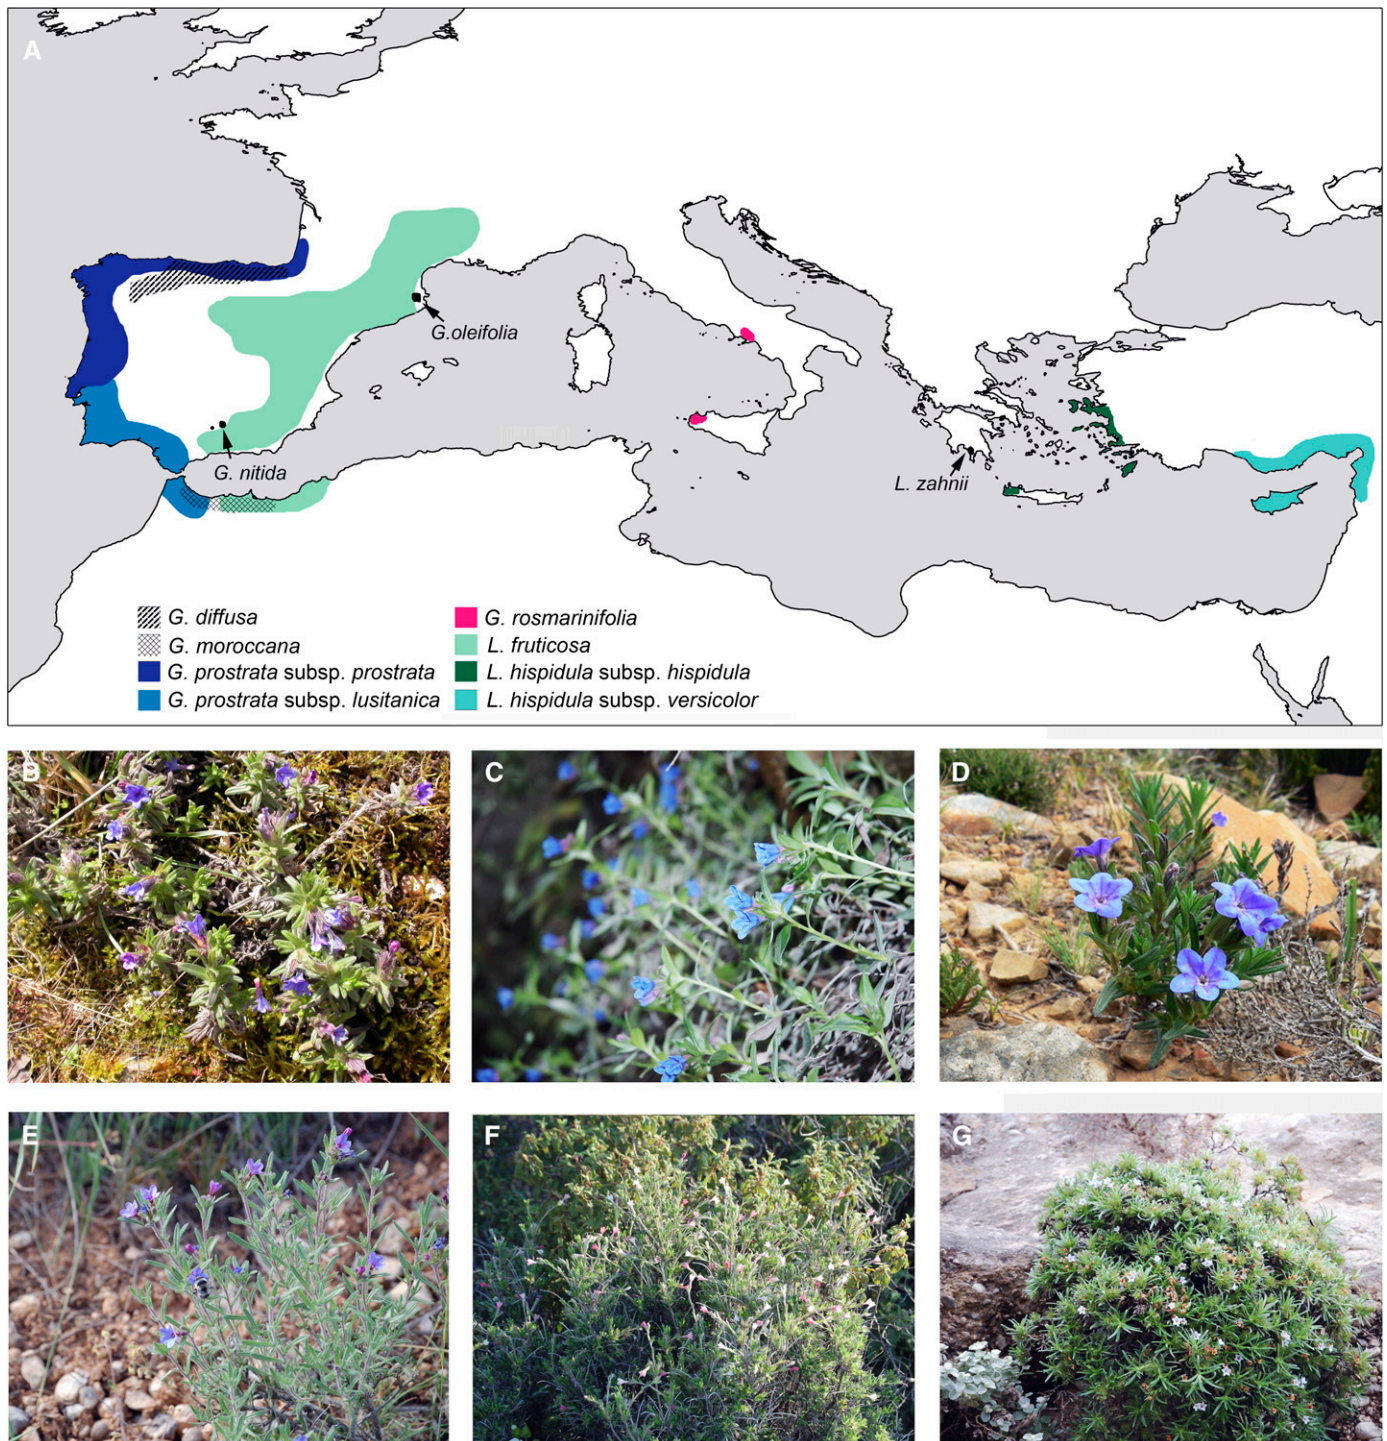 A
G.oleifolia
G. nitida
L. zahnii
G. diffusa
G. moroccana
G. prostrata subsp. prostrata
G. prostrata subsp. lusitanica
G. rosmarinifolia
L. fruticosa
L. hispidula subsp. hispidula
L. hispidula subsp. versicolor
B
C
D
E
F
G